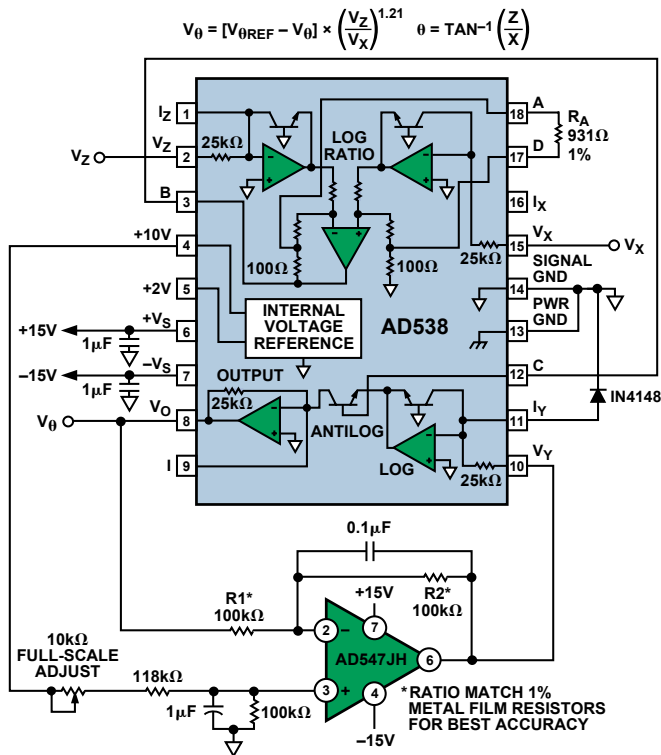 Vθ = [VθREF – Vθ] × (VZ/VX)^1.21 θ = TAN–1 (Z/X)
IZ 1
VZ
VZ 2
25kΩ
B 3
+10V 4
+2V 5
+15V
+VS 6
1µF
–15V
–VS 7
1µF
Vθ
VO 8
I 9
LOG
RATIO
100Ω
100Ω
25kΩ
INTERNAL
VOLTAGE
REFERENCE
AD538
OUTPUT
25kΩ
ANTILOG
LOG
25kΩ
18 A
RA
931Ω
1%
17 D
16 IX
15 VX
VX
SIGNAL
GND
14
PWR
GND
13
12 C
IN4148
11 IY
10 VY
0.1µF
R1*
100kΩ
R2*
100kΩ
+15V
2 –
7
AD547JH
6
3 +
4
–15V
10kΩ
FULL-SCALE
ADJUST
118kΩ
1µF
100kΩ
*RATIO MATCH 1%
METAL FILM RESISTORS
FOR BEST ACCURACY